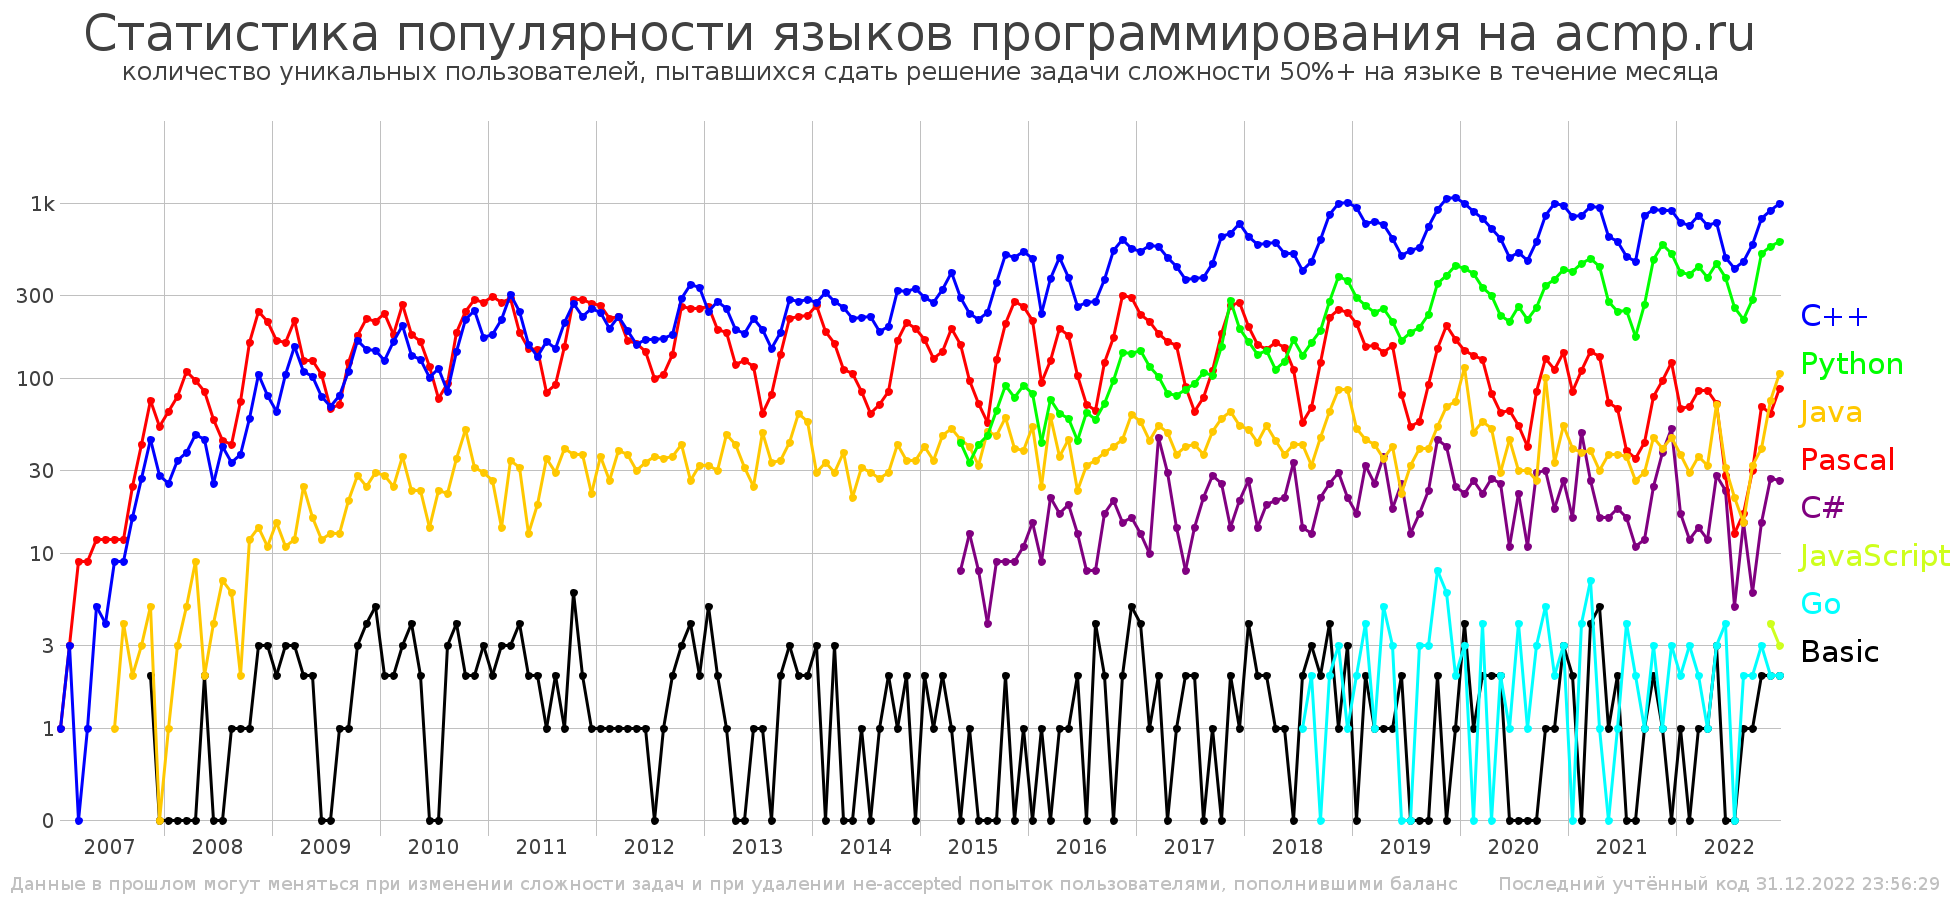 Статистика популярности языков программирования на acmp.ru
количество уникальных пользователей, пытавшихся сдать решение задачи сложности 50%+ на языке в течение месяца
1k
300
100
30
10
3
1
0
C++
Python
Java
Pascal
C#
JavaScript
Go
Basic
2007 2008 2009 2010 2011 2012 2013 2014 2015 2016 2017 2018 2019 2020 2021 2022
Данные в прошлом могут меняться при изменении сложности задач и при удалении не-accepted попыток пользователями, пополнившими баланс Последний учтённый код 31.12.2022 23:56:29